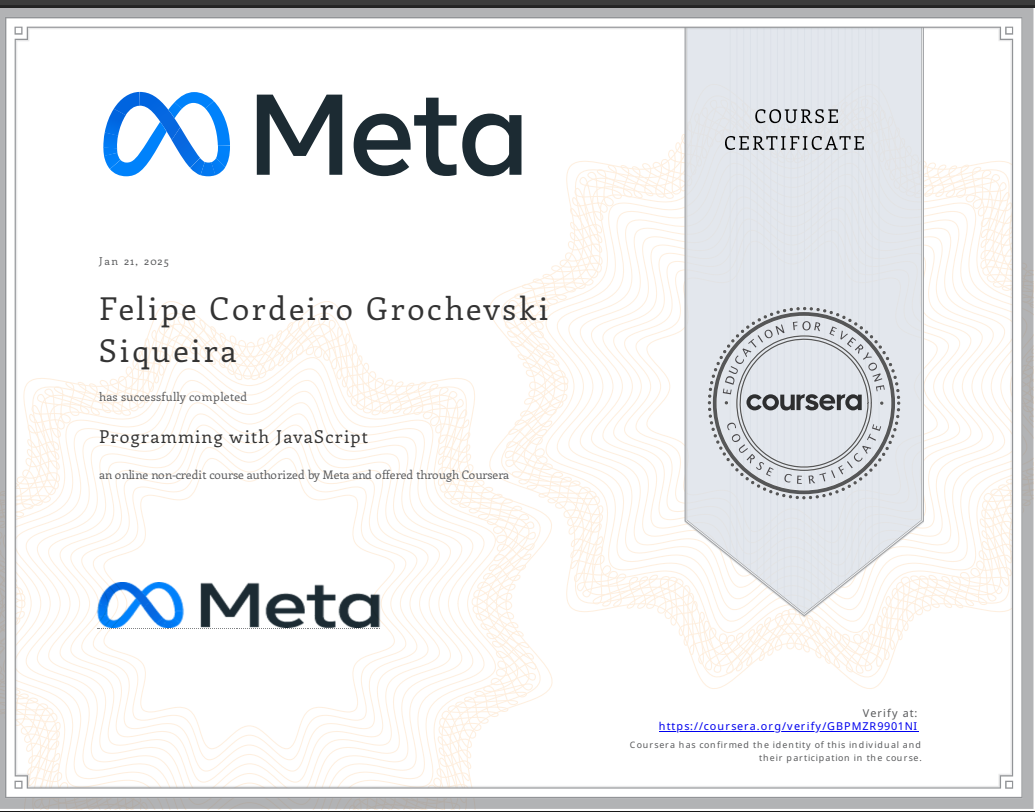 Meta
COURSE
CERTIFICATE
Jan 21, 2025
Felipe Cordeiro Grochevski
Siqueira
has successfully completed
Programming with JavaScript
an online non-credit course authorized by Meta and offered through Coursera
EDUCATION FOR EVERYONE
coursera
COURSE CERTIFICATE
Meta
Verify at:
https://coursera.org/verify/GBPMZR9901NI
Coursera has confirmed the identity of this individual and
their participation in the course.